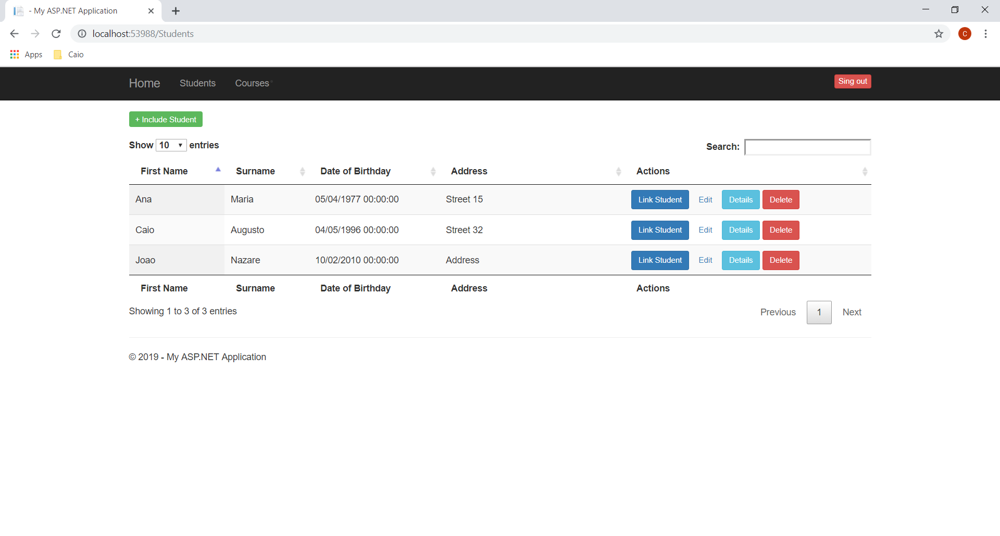 - My ASP.NET Application
localhost:53988/Students
C
Apps Caio
Home Students Courses
Sing out
+ Include Student
Show 10 entries
Search:
First Name Surname Date of Birthday Address Actions
Ana Maria 05/04/1977 00:00:00 Street 15 Link Student Edit Details Delete
Caio Augusto 04/05/1996 00:00:00 Street 32 Link Student Edit Details Delete
Joao Nazare 10/02/2010 00:00:00 Address Link Student Edit Details Delete
First Name Surname Date of Birthday Address Actions
Showing 1 to 3 of 3 entries
Previous 1 Next
© 2019 - My ASP.NET Application